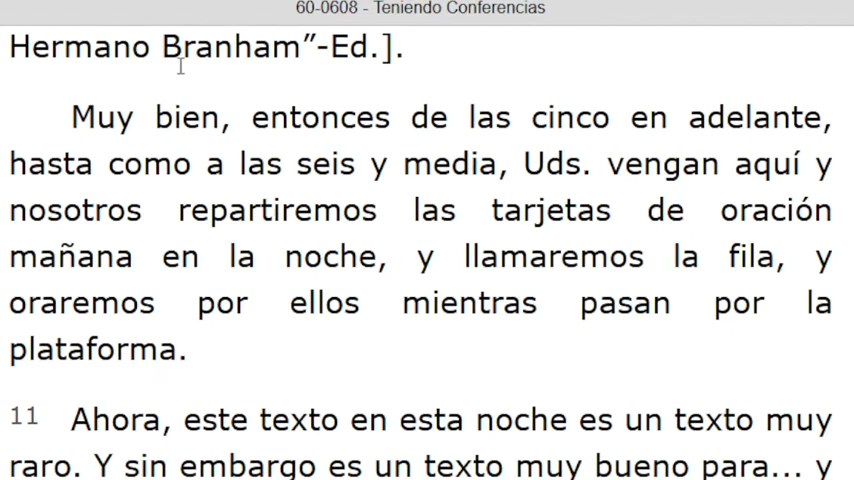 60-0608 - Teniendo Conferencias
Hermano Branham”-Ed.].
Muy bien, entonces de las cinco en adelante,
hasta como a las seis y media, Uds. vengan aquí y
nosotros repartiremos las tarjetas de oración
mañana en la noche, y llamaremos la fila, y
oraremos por ellos mientras pasan por la
plataforma.
11 Ahora, este texto en esta noche es un texto muy
raro. Y sin embargo es un texto muy bueno para... y